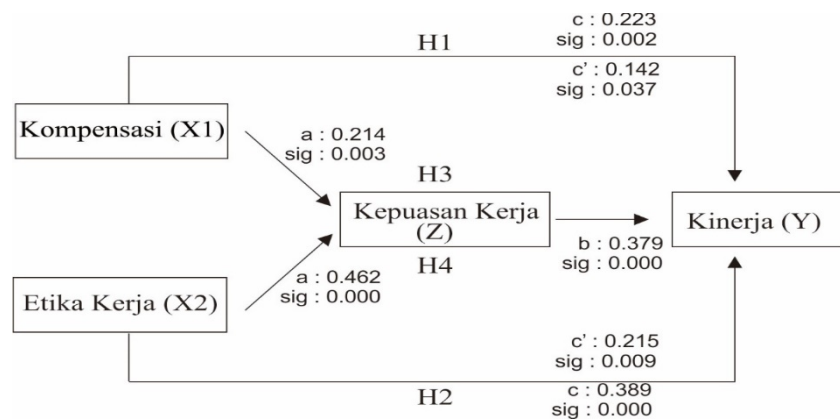 c : 0.223
sig : 0.002
H1
c' : 0.142
sig : 0.037
Kompensasi (X1)
a : 0.214
sig : 0.003
H3
Kepuasan Kerja
(Z)
Kinerja (Y)
b : 0.379
sig : 0.000
H4
a : 0.462
sig : 0.000
Etika Kerja (X2)
c' : 0.215
sig : 0.009
H2
c : 0.389
sig : 0.000